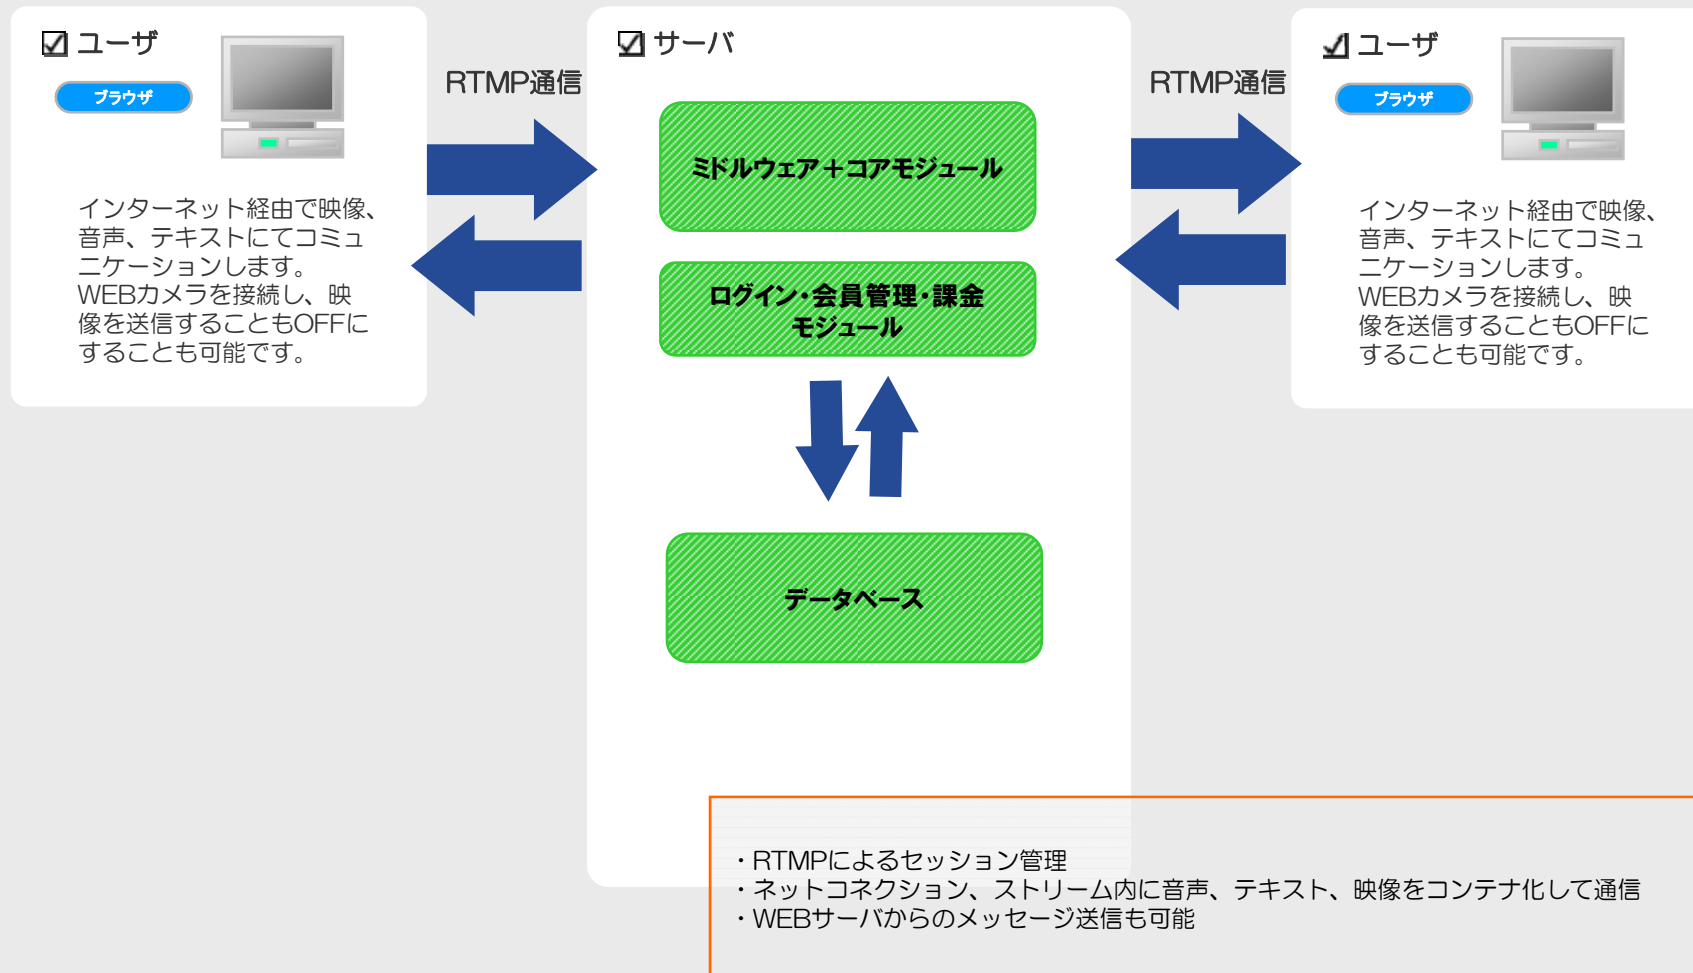 ユーザ
ブラウザ
インターネット経由で映像、
音声、テキストにてコミュ
ニケーションします。
WEBカメラを接続し、映
像を送信することもOFFに
することも可能です。
RTMP通信
サーバ
ミドルウェア＋コアモジュール
ログイン・会員管理・課金
モジュール
データベース
RTMP通信
ユーザ
ブラウザ
インターネット経由で映像、
音声、テキストにてコミュ
ニケーションします。
WEBカメラを接続し、映
像を送信することもOFFに
することも可能です。
・RTMPによるセッション管理
・ネットコネクション、ストリーム内に音声、テキスト、映像をコンテナ化して通信
・WEBサーバからのメッセージ送信も可能